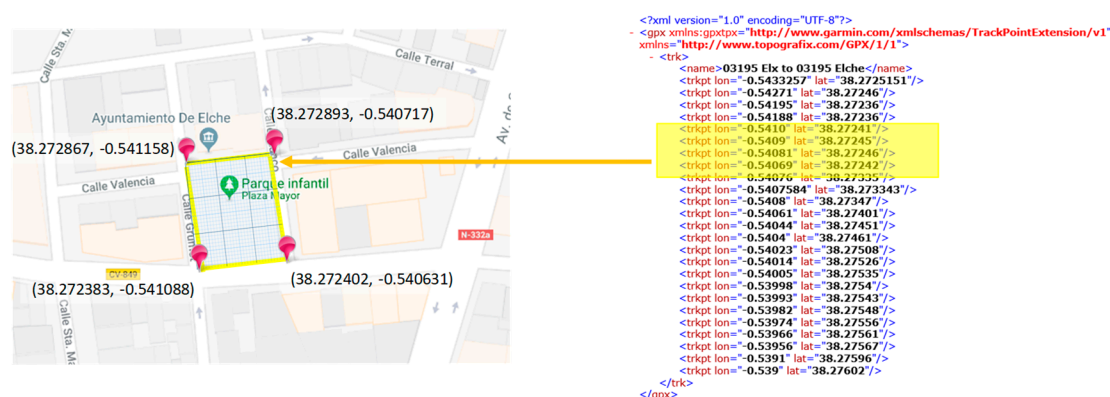 Calle Sta. M
Calle Terral
Av. de
Ayuntamiento De Elche
(38.272893, -0.540717)
(38.272867, -0.541158)
Calle Valencia
Calle Valencia
Parque infantil
Plaza Mayor
N-332a
CV-849
(38.272402, -0.540631)
(38.272383, -0.541088)
Calle Sta. M
<?xml version="1.0" encoding="UTF-8"?>
- <gpx xmlns:gpxtpx="http://www.garmin.com/xmlschemas/TrackPointExtension/v1"
xmlns="http://www.topografix.com/GPX/1/1">
- <trk>
<name>03195 Elx to 03195 Elche</name>
<trkpt lon="-0.5433257" lat="38.2725151"/>
<trkpt lon="-0.54271" lat="38.27246"/>
<trkpt lon="-0.54195" lat="38.27236"/>
<trkpt lon="-0.54188" lat="38.27236"/>
<trkpt lon="-0.5410" lat="38.27241"/>
<trkpt lon="-0.5409" lat="38.27245"/>
<trkpt lon="-0.54081" lat="38.27246"/>
<trkpt lon="-0.54069" lat="38.27242"/>
<trkpt lon="-0.54076" lat="38.27335"/>
<trkpt lon="-0.5407584" lat="38.273343"/>
<trkpt lon="-0.5408" lat="38.27347"/>
<trkpt lon="-0.54061" lat="38.27401"/>
<trkpt lon="-0.54044" lat="38.27451"/>
<trkpt lon="-0.5404" lat="38.27461"/>
<trkpt lon="-0.54023" lat="38.27508"/>
<trkpt lon="-0.54014" lat="38.27526"/>
<trkpt lon="-0.54005" lat="38.27535"/>
<trkpt lon="-0.53998" lat="38.2754"/>
<trkpt lon="-0.53993" lat="38.27543"/>
<trkpt lon="-0.53982" lat="38.27548"/>
<trkpt lon="-0.53974" lat="38.27556"/>
<trkpt lon="-0.53966" lat="38.27561"/>
<trkpt lon="-0.53956" lat="38.27567"/>
<trkpt lon="-0.5391" lat="38.27596"/>
<trkpt lon="-0.539" lat="38.27602"/>
</trk>
</gpx>